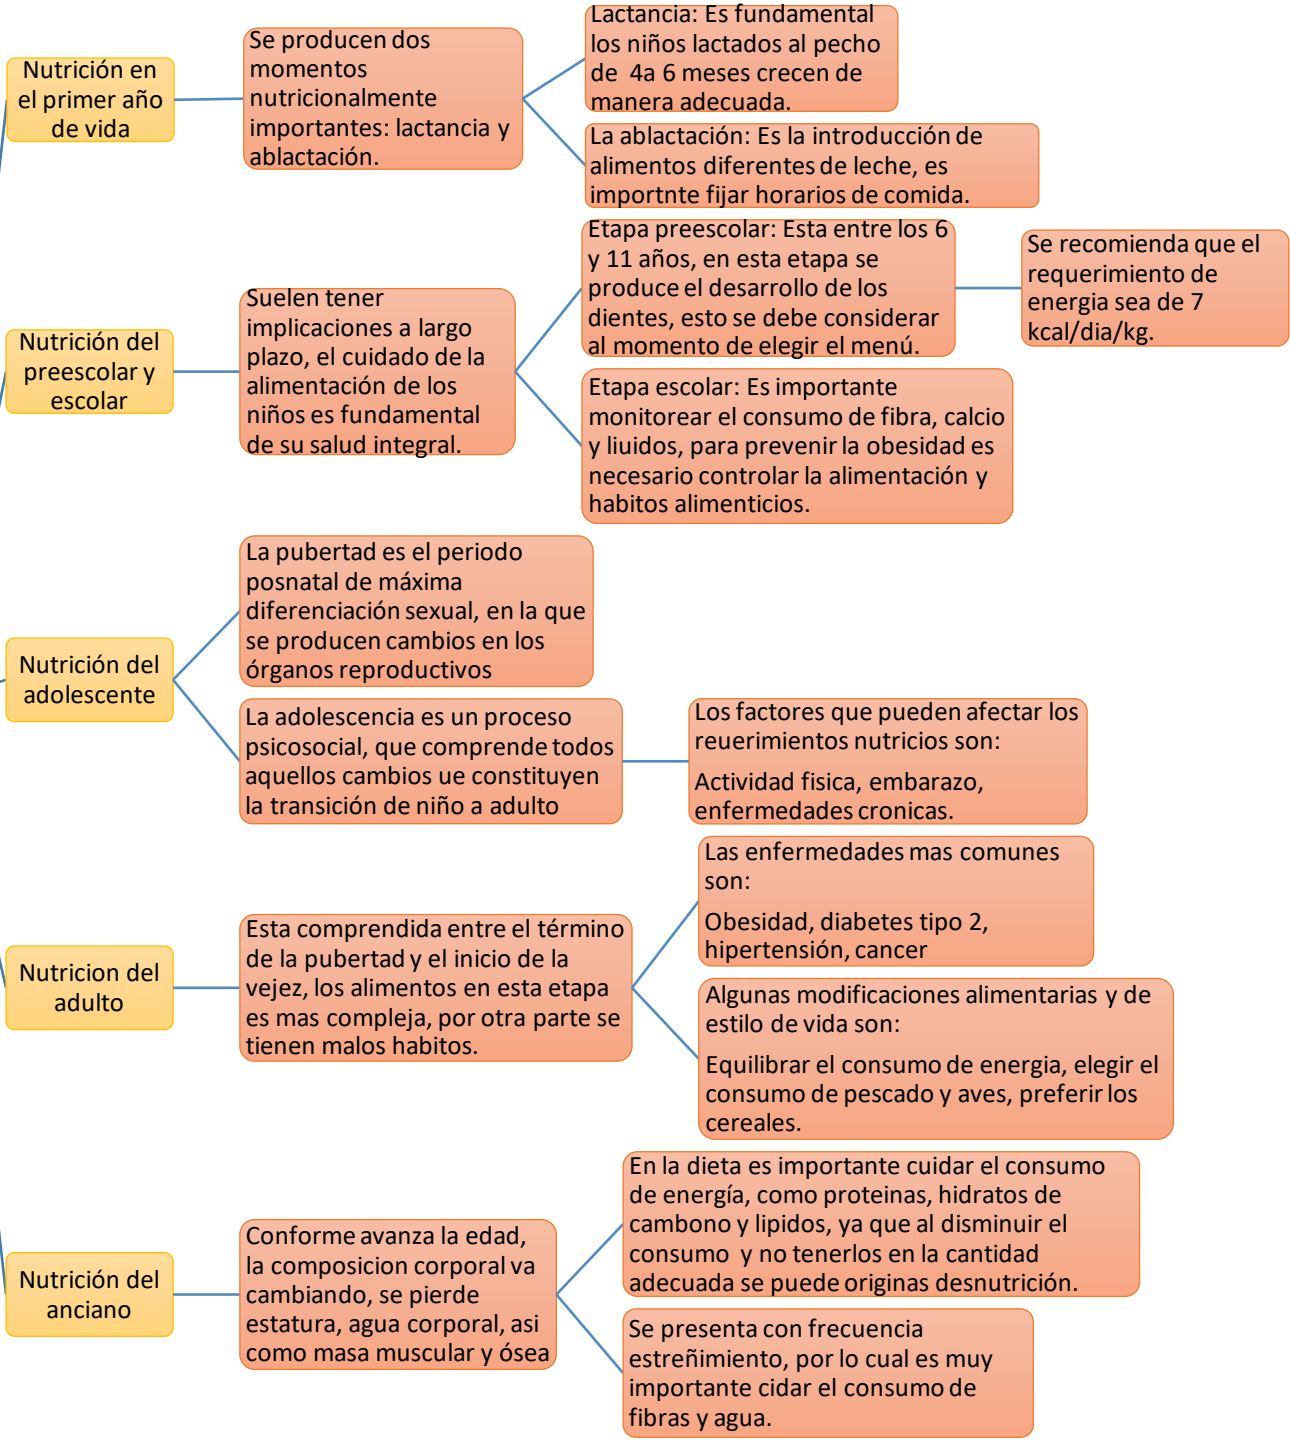 Nutrición en
el primer año
de vida
Se producen dos
momentos
nutricionalmente
importantes: lactancia y
ablactación.
Lactancia: Es fundamental
los niños lactados al pecho
de 4a 6 meses crecen de
manera adecuada.
La ablactación: Es la introducción de
alimentos diferentes de leche, es
importnte fijar horarios de comida.
Nutrición del
preescolar y
escolar
Suelen tener
implicaciones a largo
plazo, el cuidado de la
alimentación de los
niños es fundamental
de su salud integral.
Etapa preescolar: Esta entre los 6
y 11 años, en esta etapa se
produce el desarrollo de los
dientes, esto se debe considerar
al momento de elegir el menú.
Se recomienda que el
requerimiento de
energia sea de 7
kcal/dia/kg.
Etapa escolar: Es importante
monitorear el consumo de fibra, calcio
y liuidos, para prevenir la obesidad es
necesario controlar la alimentación y
habitos alimenticios.
Nutrición del
adolescente
La pubertad es el periodo
posnatal de máxima
diferenciación sexual, en la que
se producen cambios en los
órganos reproductivos
La adolescencia es un proceso
psicosocial, que comprende todos
aquellos cambios ue constituyen
la transición de niño a adulto
Los factores que pueden afectar los
reuerimientos nutricios son:
Actividad fisica, embarazo,
enfermedades cronicas.
Nutricion del
adulto
Esta comprendida entre el término
de la pubertad y el inicio de la
vejez, los alimentos en esta etapa
es mas compleja, por otra parte se
tienen malos habitos.
Las enfermedades mas comunes
son:
Obesidad, diabetes tipo 2,
hipertensión, cancer
Algunas modificaciones alimentarias y de
estilo de vida son:
Equilibrar el consumo de energia, elegir el
consumo de pescado y aves, preferir los
cereales.
Nutrición del
anciano
Conforme avanza la edad,
la composicion corporal va
cambiando, se pierde
estatura, agua corporal, asi
como masa muscular y ósea
En la dieta es importante cuidar el consumo
de energía, como proteinas, hidratos de
cambono y lipidos, ya que al disminuir el
consumo y no tenerlos en la cantidad
adecuada se puede originas desnutrición.
Se presenta con frecuencia
estreñimiento, por lo cual es muy
importante cidar el consumo de
fibras y agua.